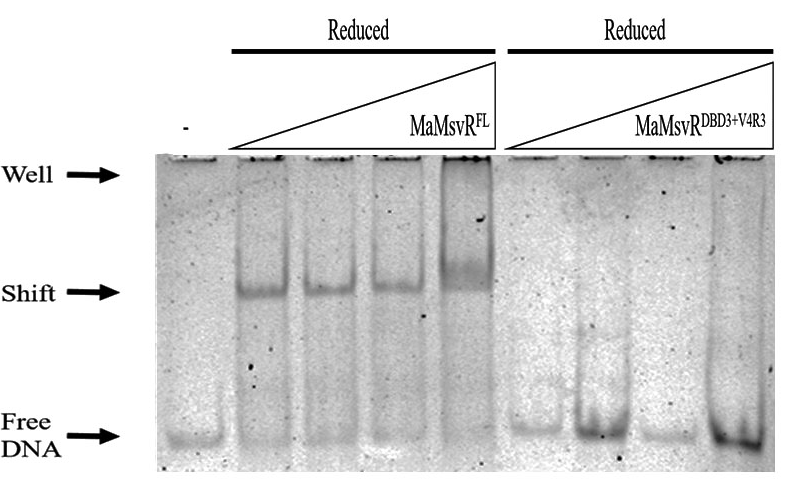 Reduced
Reduced
-
MaMsvR^FL
MaMsvR^DBD3+V4R3
Well
Shift
Free
DNA